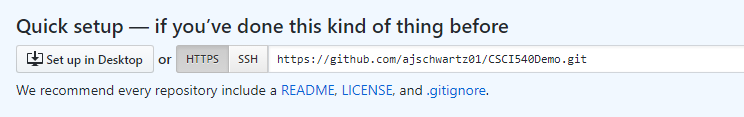 Quick setup — if you’ve done this kind of thing before
Set up in Desktop or HTTPS SSH https://github.com/ajschwartz01/CSCI540Demo.git
We recommend every repository include a README, LICENSE, and .gitignore.